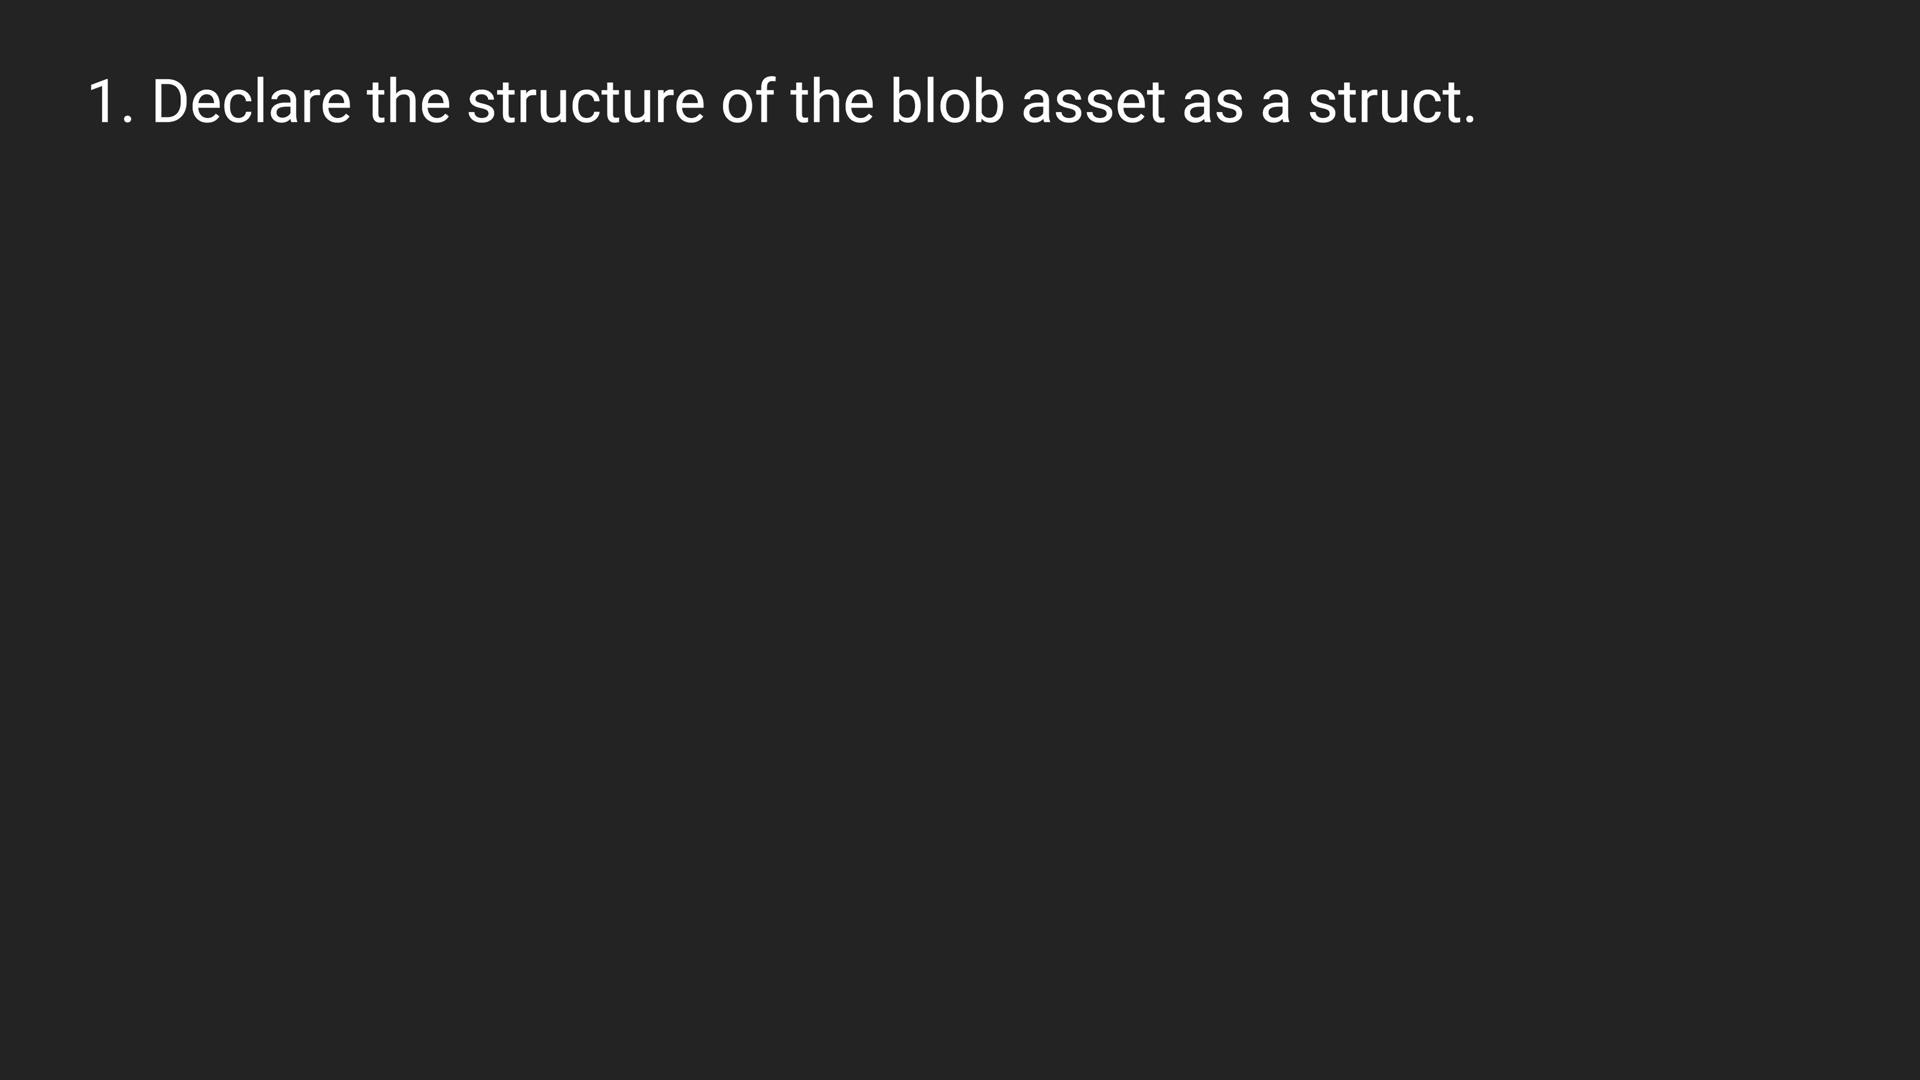 1. Declare the structure of the blob asset as a struct.